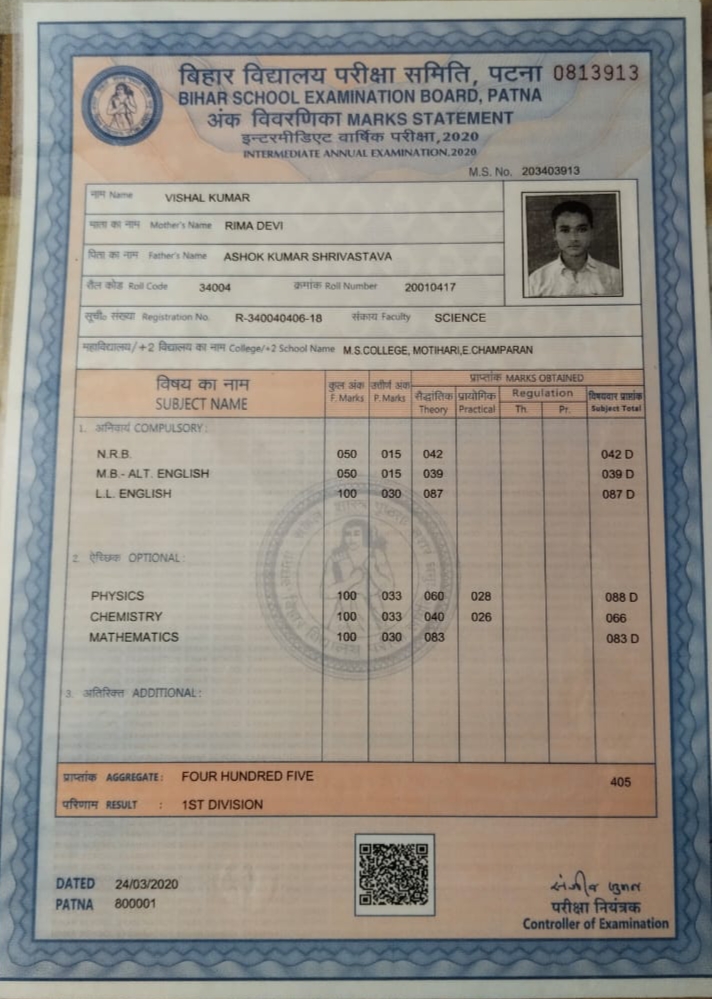 बिहार विद्यालय परीक्षा समिति, पटना 0813913
BIHAR SCHOOL EXAMINATION BOARD, PATNA
अंक विवरणिका MARKS STATEMENT
इन्टरमीडिएट वार्षिक परीक्षा, 2020
INTERMEDIATE ANNUAL EXAMINATION, 2020
M.S. No. 203403913
नाम Name VISHAL KUMAR
माता का नाम Mother's Name RIMA DEVI
पिता का नाम Father's Name ASHOK KUMAR SHRIVASTAVA
रौल कोड Roll Code 34004 क्रमांक Roll Number 20010417
सूची० संख्या Registration No. R-340040406-18 संकाय Faculty SCIENCE
महाविद्यालय/+2 विद्यालय का नाम College/+2 School Name M.S.COLLEGE, MOTIHARI,E.CHAMPARAN
विषय का नाम SUBJECT NAME
कुल अंक F. Marks
उत्तीर्ण अंक P. Marks
प्राप्तांक MARKS OBTAINED
सैद्धांतिक Theory
प्रायोगिक Practical
Regulation
Th. Pr.
विषयवार प्राप्तांक Subject Total
1. अनिवार्य COMPULSORY:
N.R.B. 050 015 042 042 D
M.B.- ALT. ENGLISH 050 015 039 039 D
L.L. ENGLISH 100 030 087 087 D
2. ऐच्छिक OPTIONAL:
PHYSICS 100 033 060 028 088 D
CHEMISTRY 100 033 040 026 066
MATHEMATICS 100 030 083 083 D
3. अतिरिक्त ADDITIONAL:
प्राप्तांक AGGREGATE: FOUR HUNDRED FIVE 405
परिणाम RESULT : 1ST DIVISION
DATED 24/03/2020
PATNA 800001
परीक्षा नियंत्रक
Controller of Examination